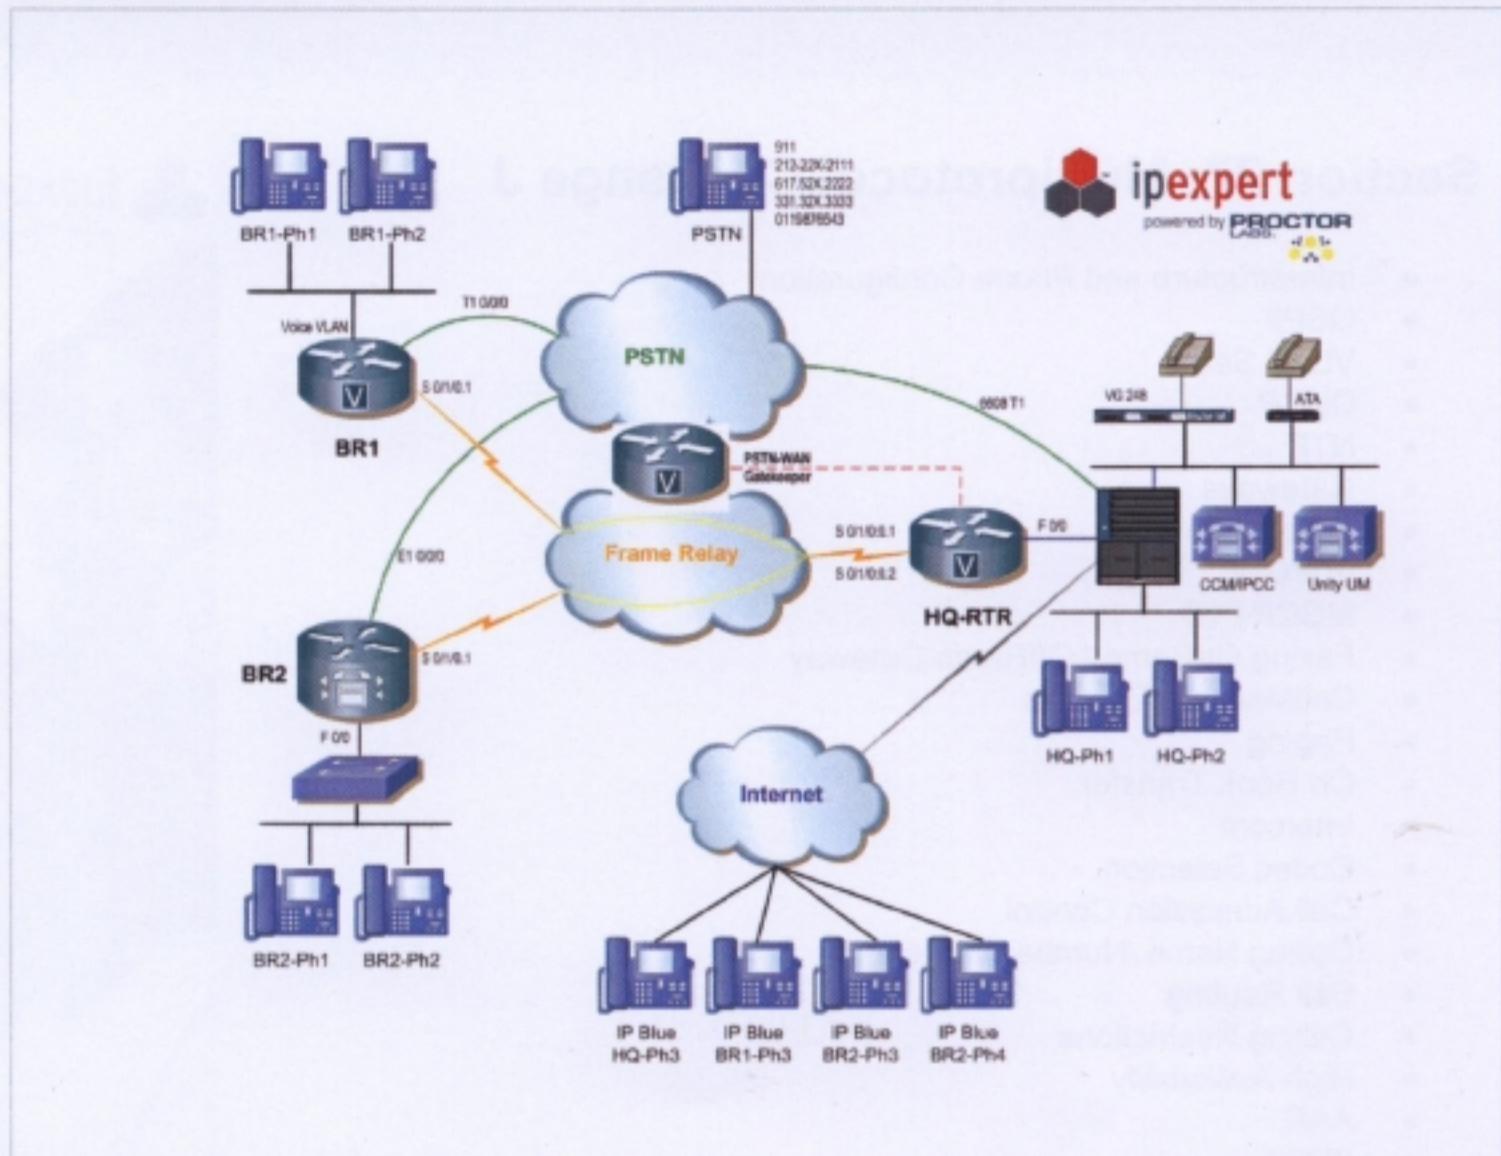 BR1-Ph1
BR1-Ph2
PSTN
911
212-22X-2111
617.52X.2222
331.32X.3333
0119876543
ipexpert
powered by PROCTOR
LABS.
Voice VLAN
T1 0/0/0
PSTN
S 0/1/0.1
BR1
6608 T1
VG 248
ATA
PSTN-WAN
Gatekeeper
E1 0/0/0
Frame Relay
S 0/1/0:0.1
S 0/1/0:0.2
F 0/0
HQ-RTR
CCM/IPCC
Unity UM
BR2
S 0/1/0.1
F 0/0
HQ-Ph1
HQ-Ph2
Internet
BR2-Ph1
BR2-Ph2
IP Blue
HQ-Ph3
IP Blue
BR1-Ph3
IP Blue
BR2-Ph3
IP Blue
BR2-Ph4
V
V
V